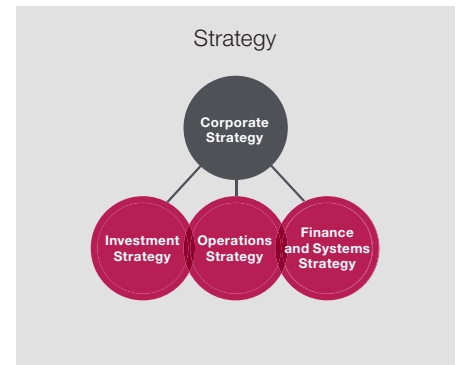 Strategy
Corporate
Strategy
Investment
Strategy
Operations
Strategy
Finance
and Systems
Strategy